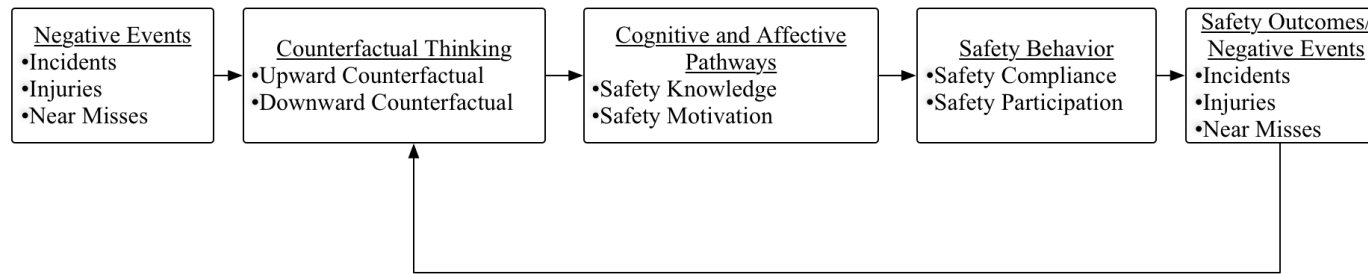 Negative Events
•Incidents
•Injuries
•Near Misses
Counterfactual Thinking
•Upward Counterfactual
•Downward Counterfactual
Cognitive and Affective
Pathways
•Safety Knowledge
•Safety Motivation
Safety Behavior
•Safety Compliance
•Safety Participation
Safety Outcomes/
Negative Events
•Incidents
•Injuries
•Near Misses